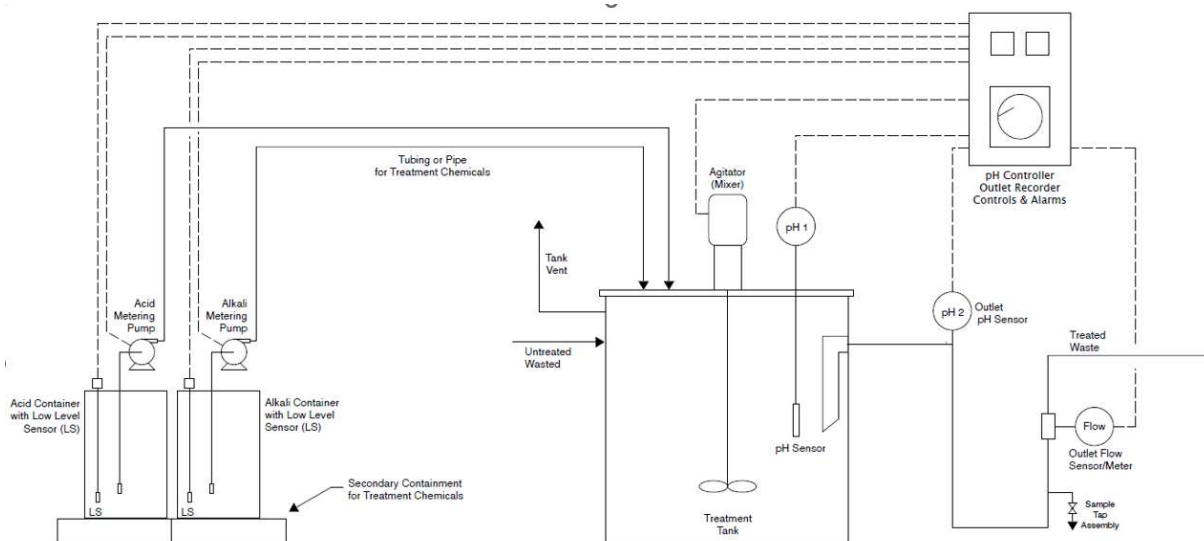 pH Controller
Outlet Recorder
Controls & Alarms
Tubing or Pipe
for Treatment Chemicals
Agitator
(Mixer)
pH 1
Tank
Vent
Acid
Metering
Pump
Alkali
Metering
Pump
pH 2
Outlet
pH Sensor
Untreated
Wasted
Treated
Waste
Acid Container
with Low Level
Sensor (LS)
Alkali Container
with Low Level
Sensor (LS)
Flow
Outlet Flow
Sensor/Meter
pH Sensor
Secondary Containment
for Treatment Chemicals
LS
LS
Treatment
Tank
Sample
Tap
Assembly